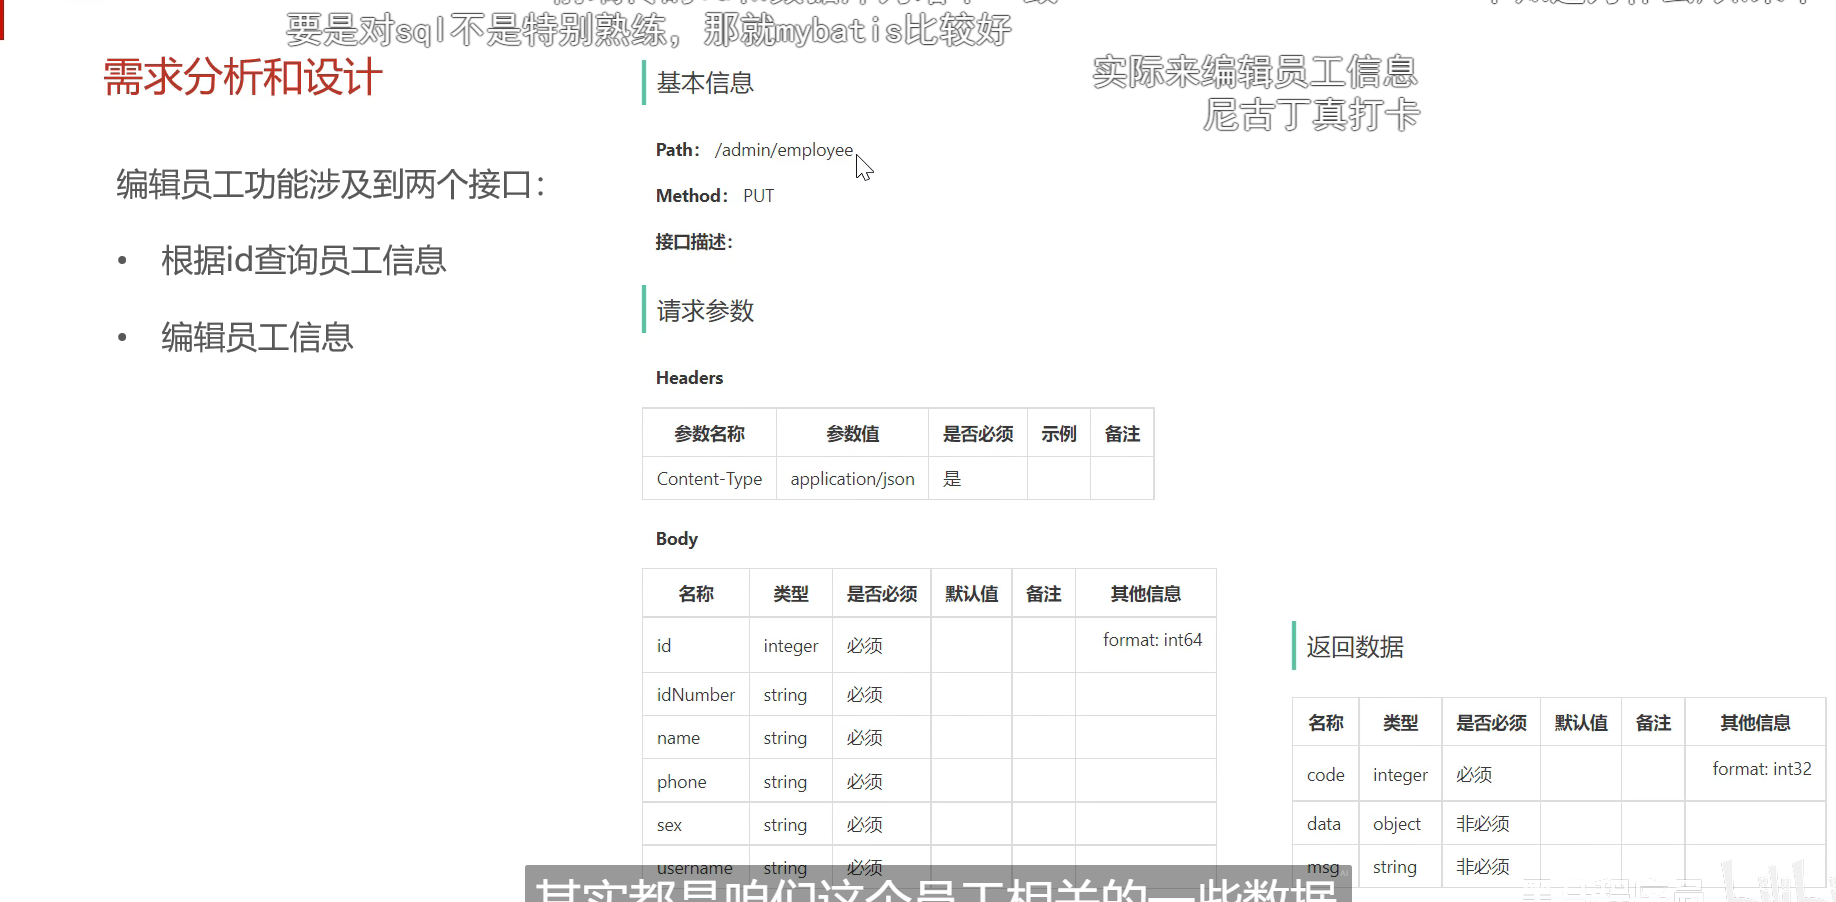 要是对sql不是特别熟练，那就mybatis比较好
实际来编辑员工信息
尼古丁真打卡
需求分析和设计
编辑员工功能涉及到两个接口：
• 根据id查询员工信息
• 编辑员工信息
基本信息
Path： /admin/employee
Method： PUT
接口描述：
请求参数
Headers
参数名称 参数值 是否必须 示例 备注
Content-Type application/json 是
Body
名称 类型 是否必须 默认值 备注 其他信息
id integer 必须 format: int64
idNumber string 必须
name string 必须
phone string 必须
sex string 必须
username string 必须
返回数据
名称 类型 是否必须 默认值 备注 其他信息
code integer 必须 format: int32
data object 非必须
msg string 非必须
其实都是咱们这个员工相关的一些数据